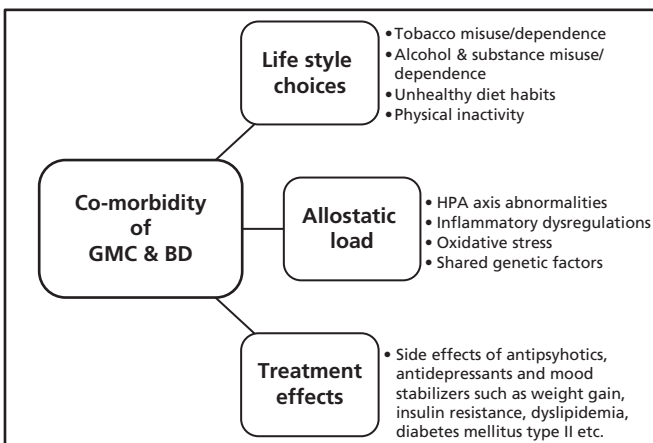 Life style
choices
• Tobacco misuse/dependence
• Alcohol & substance misuse/
dependence
• Unhealthy diet habits
• Physical inactivity
Co-morbidity
of
GMC & BD
Allostatic
load
• HPA axis abnormalities
• Inflammatory dysregulations
• Oxidative stress
• Shared genetic factors
Treatment
effects
• Side effects of antipsyhotics,
antidepressants and mood
stabilizers such as weight gain,
insulin resistance, dyslipidemia,
diabetes mellitus type II etc.